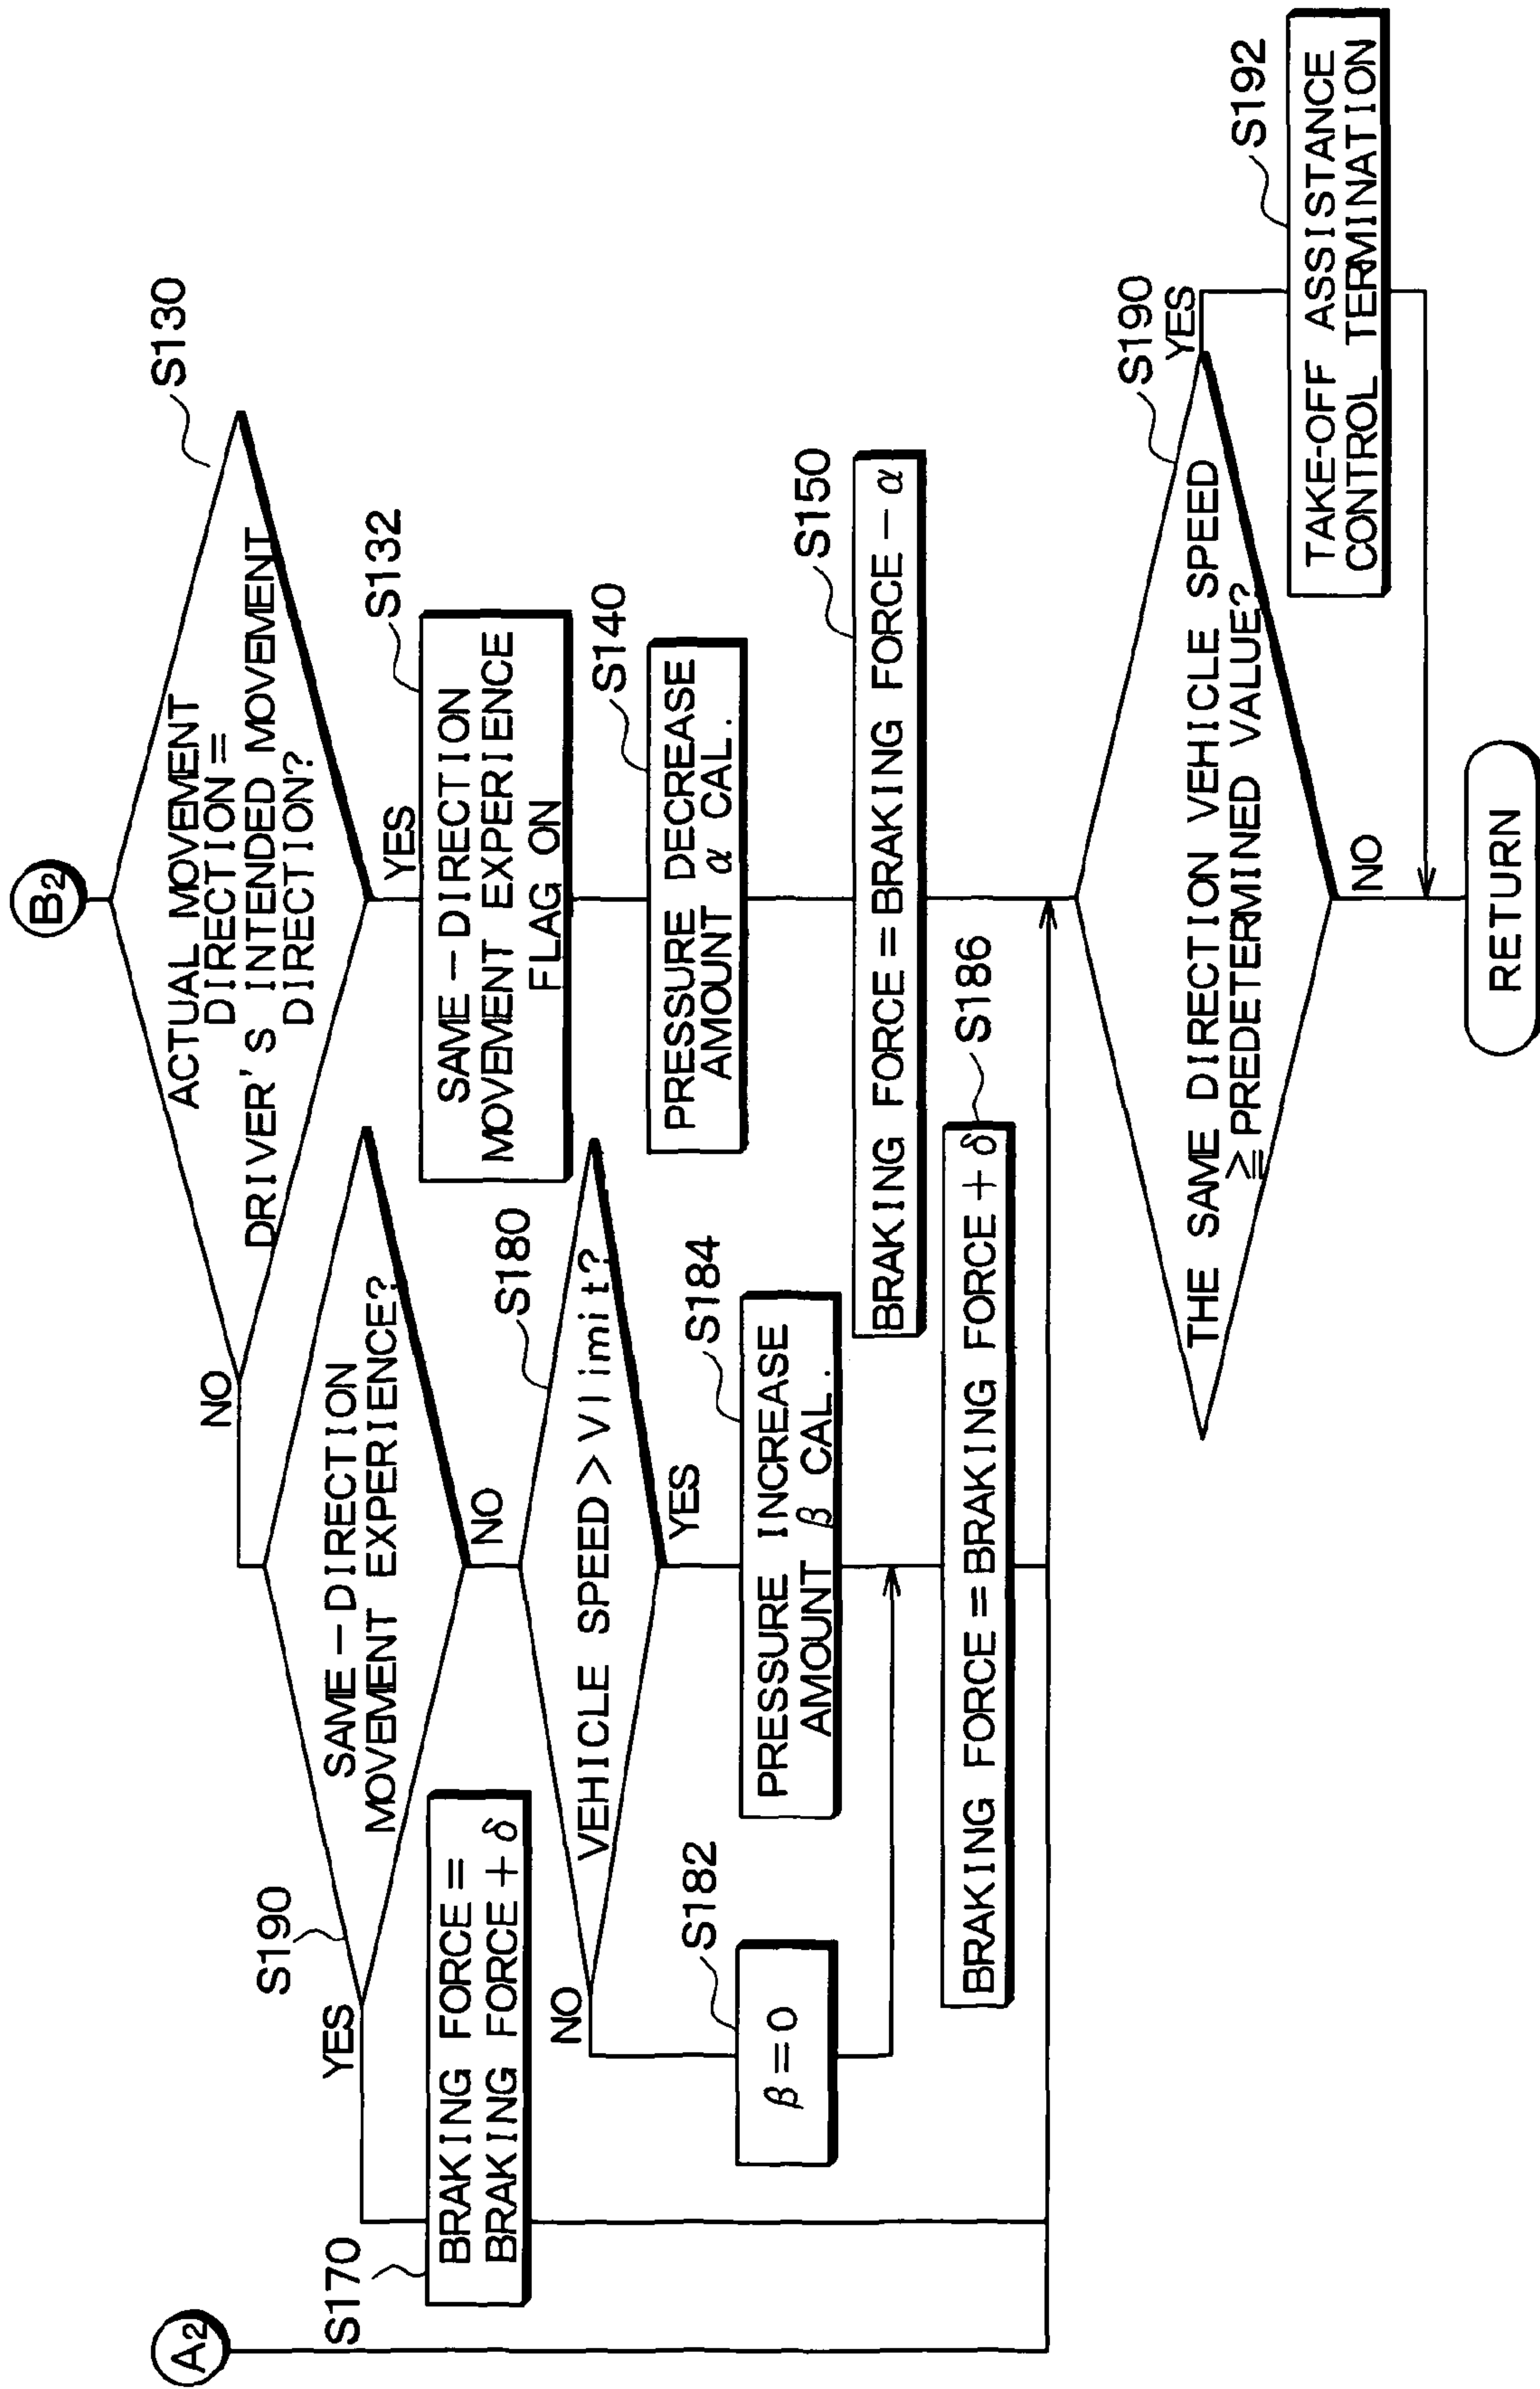 B2
S130
ACTUAL MOVEMENT
DIRECTION =
DRIVER'S INTENDED MOVEMENT
DIRECTION?
NO
YES
S132
SAME-DIRECTION
MOVEMENT EXPERIENCE
FLAG ON
S140
PRESSURE DECREASE
AMOUNT α CAL.
S150
BRAKING FORCE = BRAKING FORCE - α
S190
SAME-DIRECTION
MOVEMENT EXPERIENCE?
YES
NO
A2
S170
BRAKING FORCE =
BRAKING FORCE + δ
S180
VEHICLE SPEED > Vlimit?
NO
YES
S182
β = 0
S184
PRESSURE INCREASE
AMOUNT β CAL.
S186
BRAKING FORCE = BRAKING FORCE + δ
S190
THE SAME DIRECTION VEHICLE SPEED
≧ PREDETERMINED VALUE?
YES
NO
S192
TAKE-OFF ASSISTANCE
CONTROL TERMINATION
RETURN